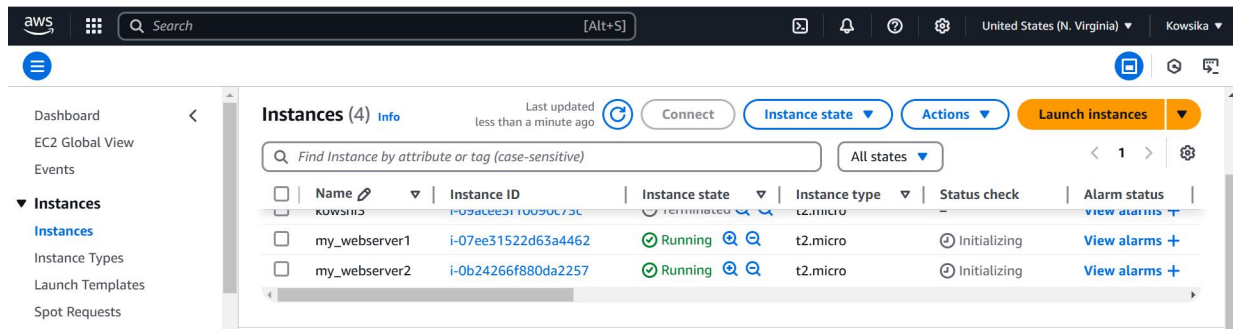 aws Search [Alt+S] United States (N. Virginia) Kowsika
Dashboard
EC2 Global View
Events
Instances
Instances
Instance Types
Launch Templates
Spot Requests
Instances (4) Info Last updated less than a minute ago Connect Instance state Actions Launch instances
Find Instance by attribute or tag (case-sensitive) All states 1
Name Instance ID Instance state Instance type Status check Alarm status
Terminated t2.micro – View alarms +
my_webserver1 i-07ee31522d63a4462 Running t2.micro Initializing View alarms +
my_webserver2 i-0b24266f880da2257 Running t2.micro Initializing View alarms +